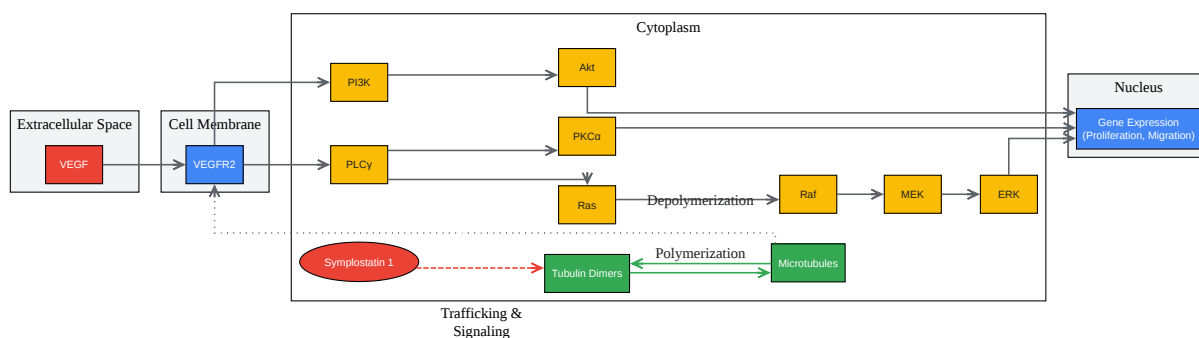 Cytoplasm
PI3K
Akt
Nucleus
Extracellular Space
Cell Membrane
Gene Expression
(Proliferation, Migration)
PKCα
VEGF
VEGFR2
PLCγ
Ras
Depolymerization
Raf
MEK
ERK
Polymerization
Symplostatin 1
Tubulin Dimers
Microtubules
Trafficking &
Signaling